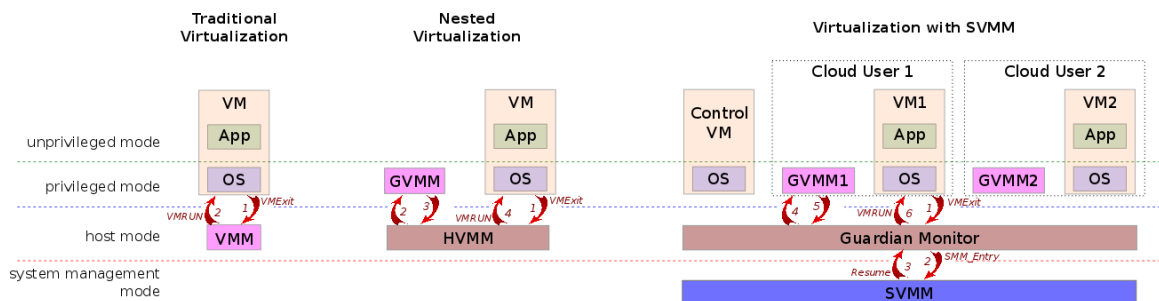 Traditional
Virtualization
Nested
Virtualization
Virtualization with SVMM
Cloud User 1
Cloud User 2
VM
VM
Control
VM
VM1
VM2
unprivileged mode
App
App
App
App
privileged mode
OS
GVMM
OS
OS
GVMM1
OS
GVMM2
OS
VMRUN
2
1
VMExit
2
3
VMRUN
4
1
VMExit
4
5
VMRUN
6
1
VMExit
host mode
VMM
HVMM
Guardian Monitor
system management
mode
Resume
3
2
SMM_Entry
SVMM